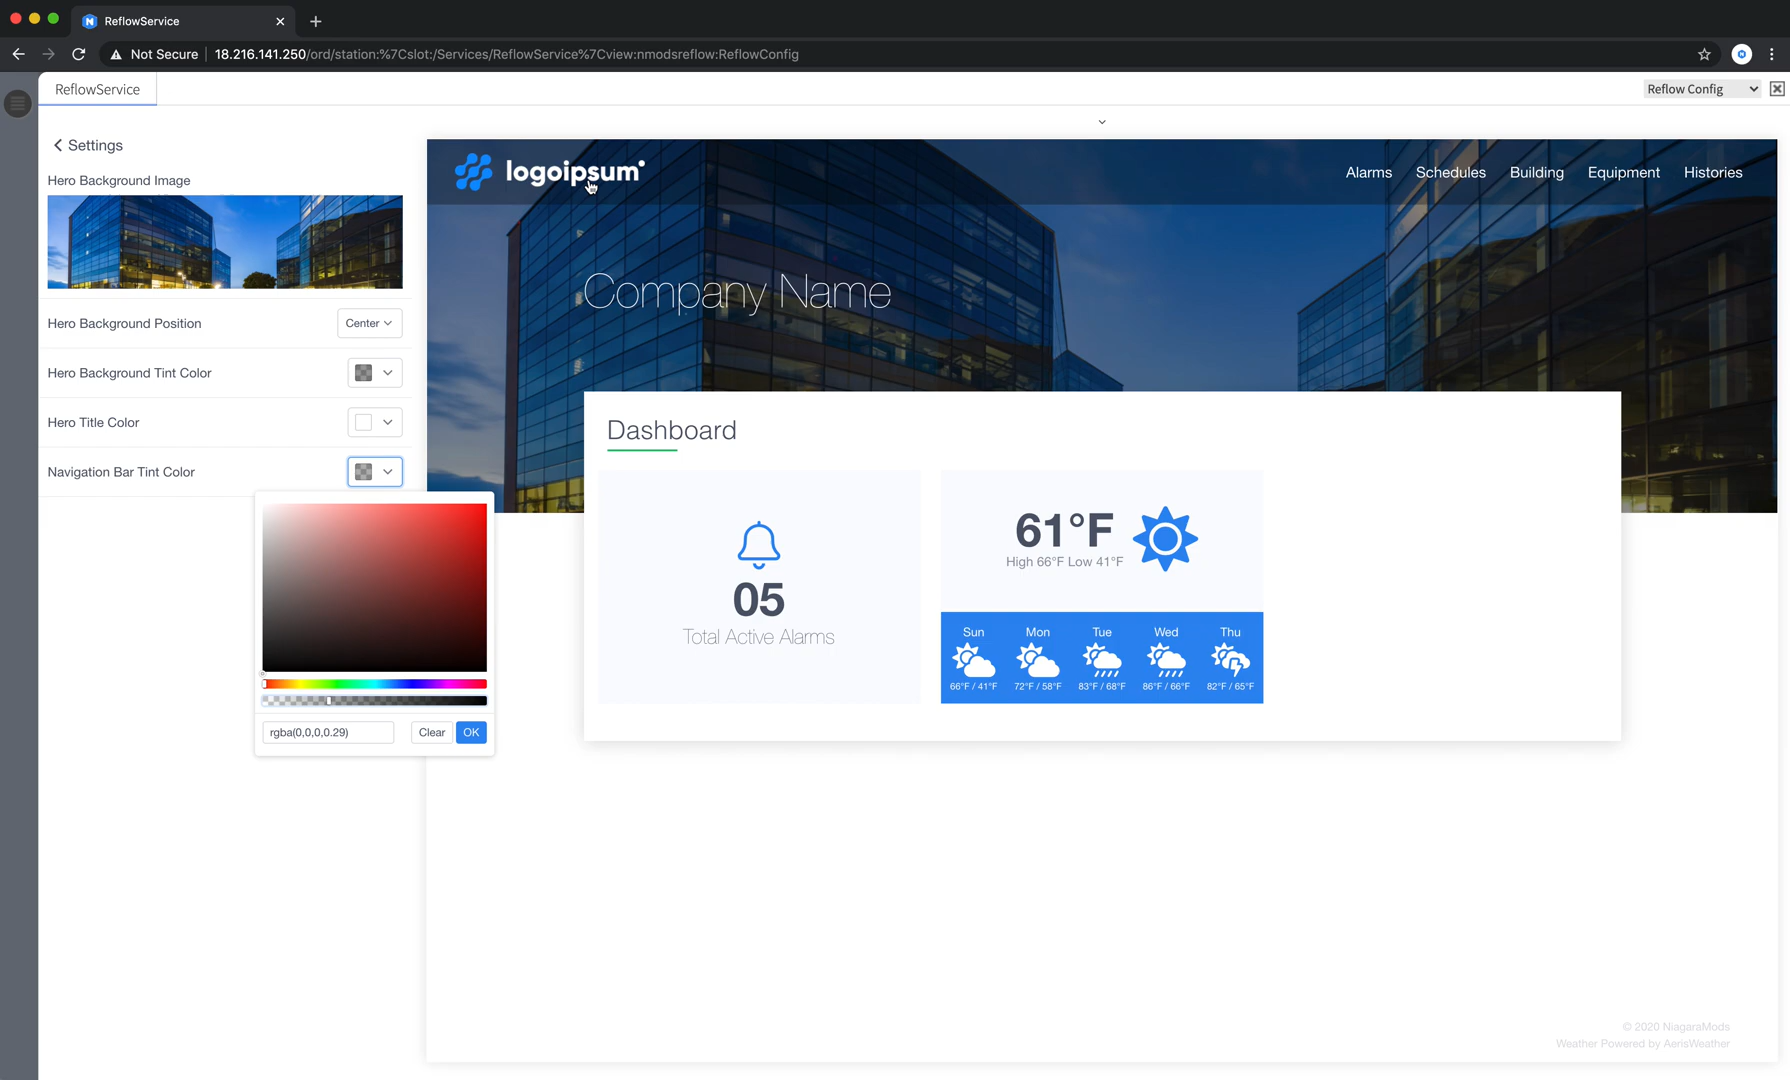 ReflowService
Not Secure
18.216.141.250/ord/station:%7Cslot:/Services/ReflowService%7Cview:nmodsreflow:ReflowConfig
ReflowService
Reflow Config
Settings
Hero Background Image
Hero Background Position
Center
Hero Background Tint Color
Hero Title Color
Navigation Bar Tint Color
rgba(0,0,0,0.29)
Clear
OK
logoipsum
Alarms
Schedules
Building
Equipment
Histories
Company Name
Dashboard
05
Total Active Alarms
61°F
High 66°F Low 41°F
Sun Mon Tue Wed Thu
66°F / 41°F 72°F / 58°F 83°F / 68°F 86°F / 66°F 82°F / 65°F
© 2020 NiagaraMods
Weather Powered by AerisWeather